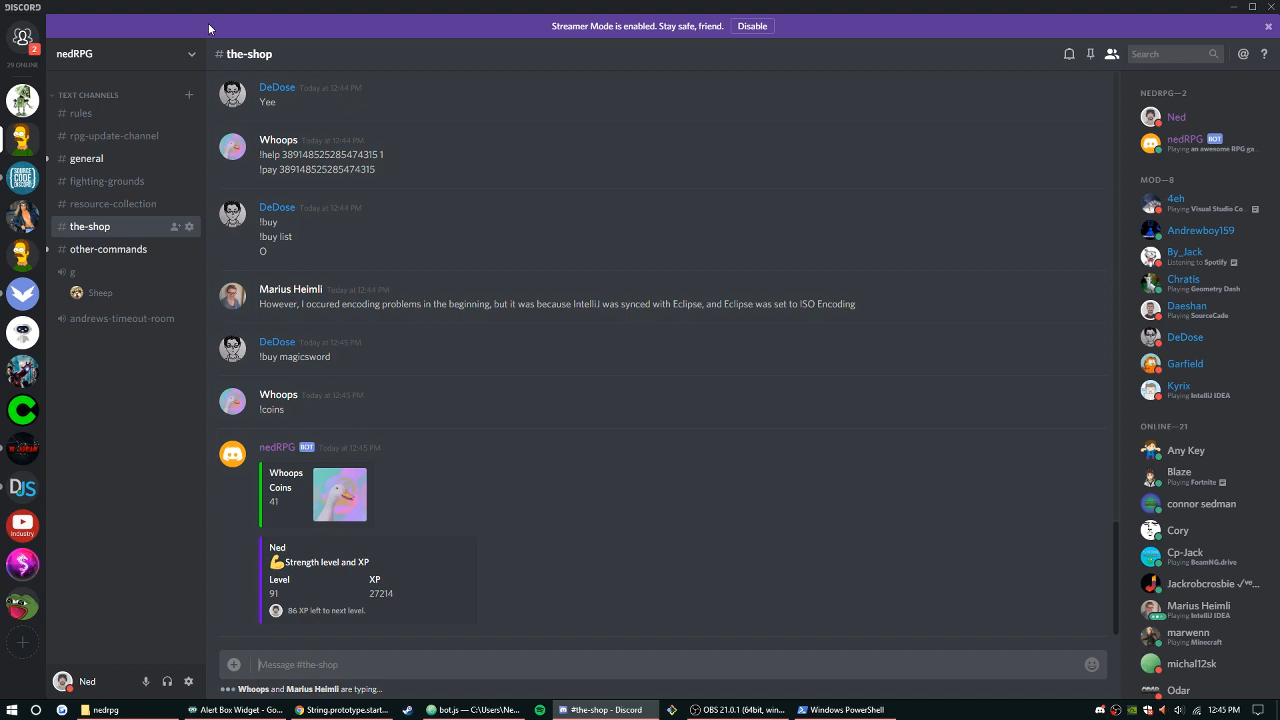 DISCORD
Streamer Mode is enabled. Stay safe, friend.
Disable
2
29 ONLINE
nedRPG
# the-shop
Search
TEXT CHANNELS
# rules
# rpg-update-channel
# general
# fighting-grounds
# resource-collection
# the-shop
# other-commands
g
Sheep
andrews-timeout-room
SOURCE CODE DISCORD
DJS
Industry
DeDose Today at 12:44 PM
Yee
Whoops Today at 12:44 PM
!help 389148525285474315 1
!pay 389148525285474315
DeDose Today at 12:44 PM
!buy
!buy list
O
Marius Heimli Today at 12:44 PM
However, I occured encoding problems in the beginning, but it was because IntelliJ was synced with Eclipse, and Eclipse was set to ISO Encoding
DeDose Today at 12:45 PM
!buy magicsword
Whoops Today at 12:45 PM
!coins
nedRPG BOT Today at 12:45 PM
Whoops
Coins
41
Ned
💪Strength level and XP
Level XP
91 27214
86 XP left to next level.
Message #the-shop
Whoops and Marius Heimli are typing...
NEDRPG—2
Ned
nedRPG BOT
Playing an awesome RPG ga...
MOD—8
4eh
Playing Visual Studio Co...
Andrewboy159
By_Jack
Listening to Spotify
Chratis
Playing Geometry Dash
Daeshan
Playing SourceCade
DeDose
Garfield
Kyrix
Playing IntelliJ IDEA
ONLINE—21
Any Key
Blaze
Playing Fortnite
connor sedman
Cory
Cp-Jack
Playing BeamNG.drive
Jackrobcrosbie ✓ᵛᵉ...
Marius Heimli
Playing IntelliJ IDEA
marwenn
Playing Minecraft
michal12sk
Odar
Ned
nedrpg
Alert Box Widget - Go...
String.prototype.start...
bot.js — C:\Users\Ne...
#the-shop - Discord
OBS 21.0.1 (64bit, win...
Windows PowerShell
12:45 PM